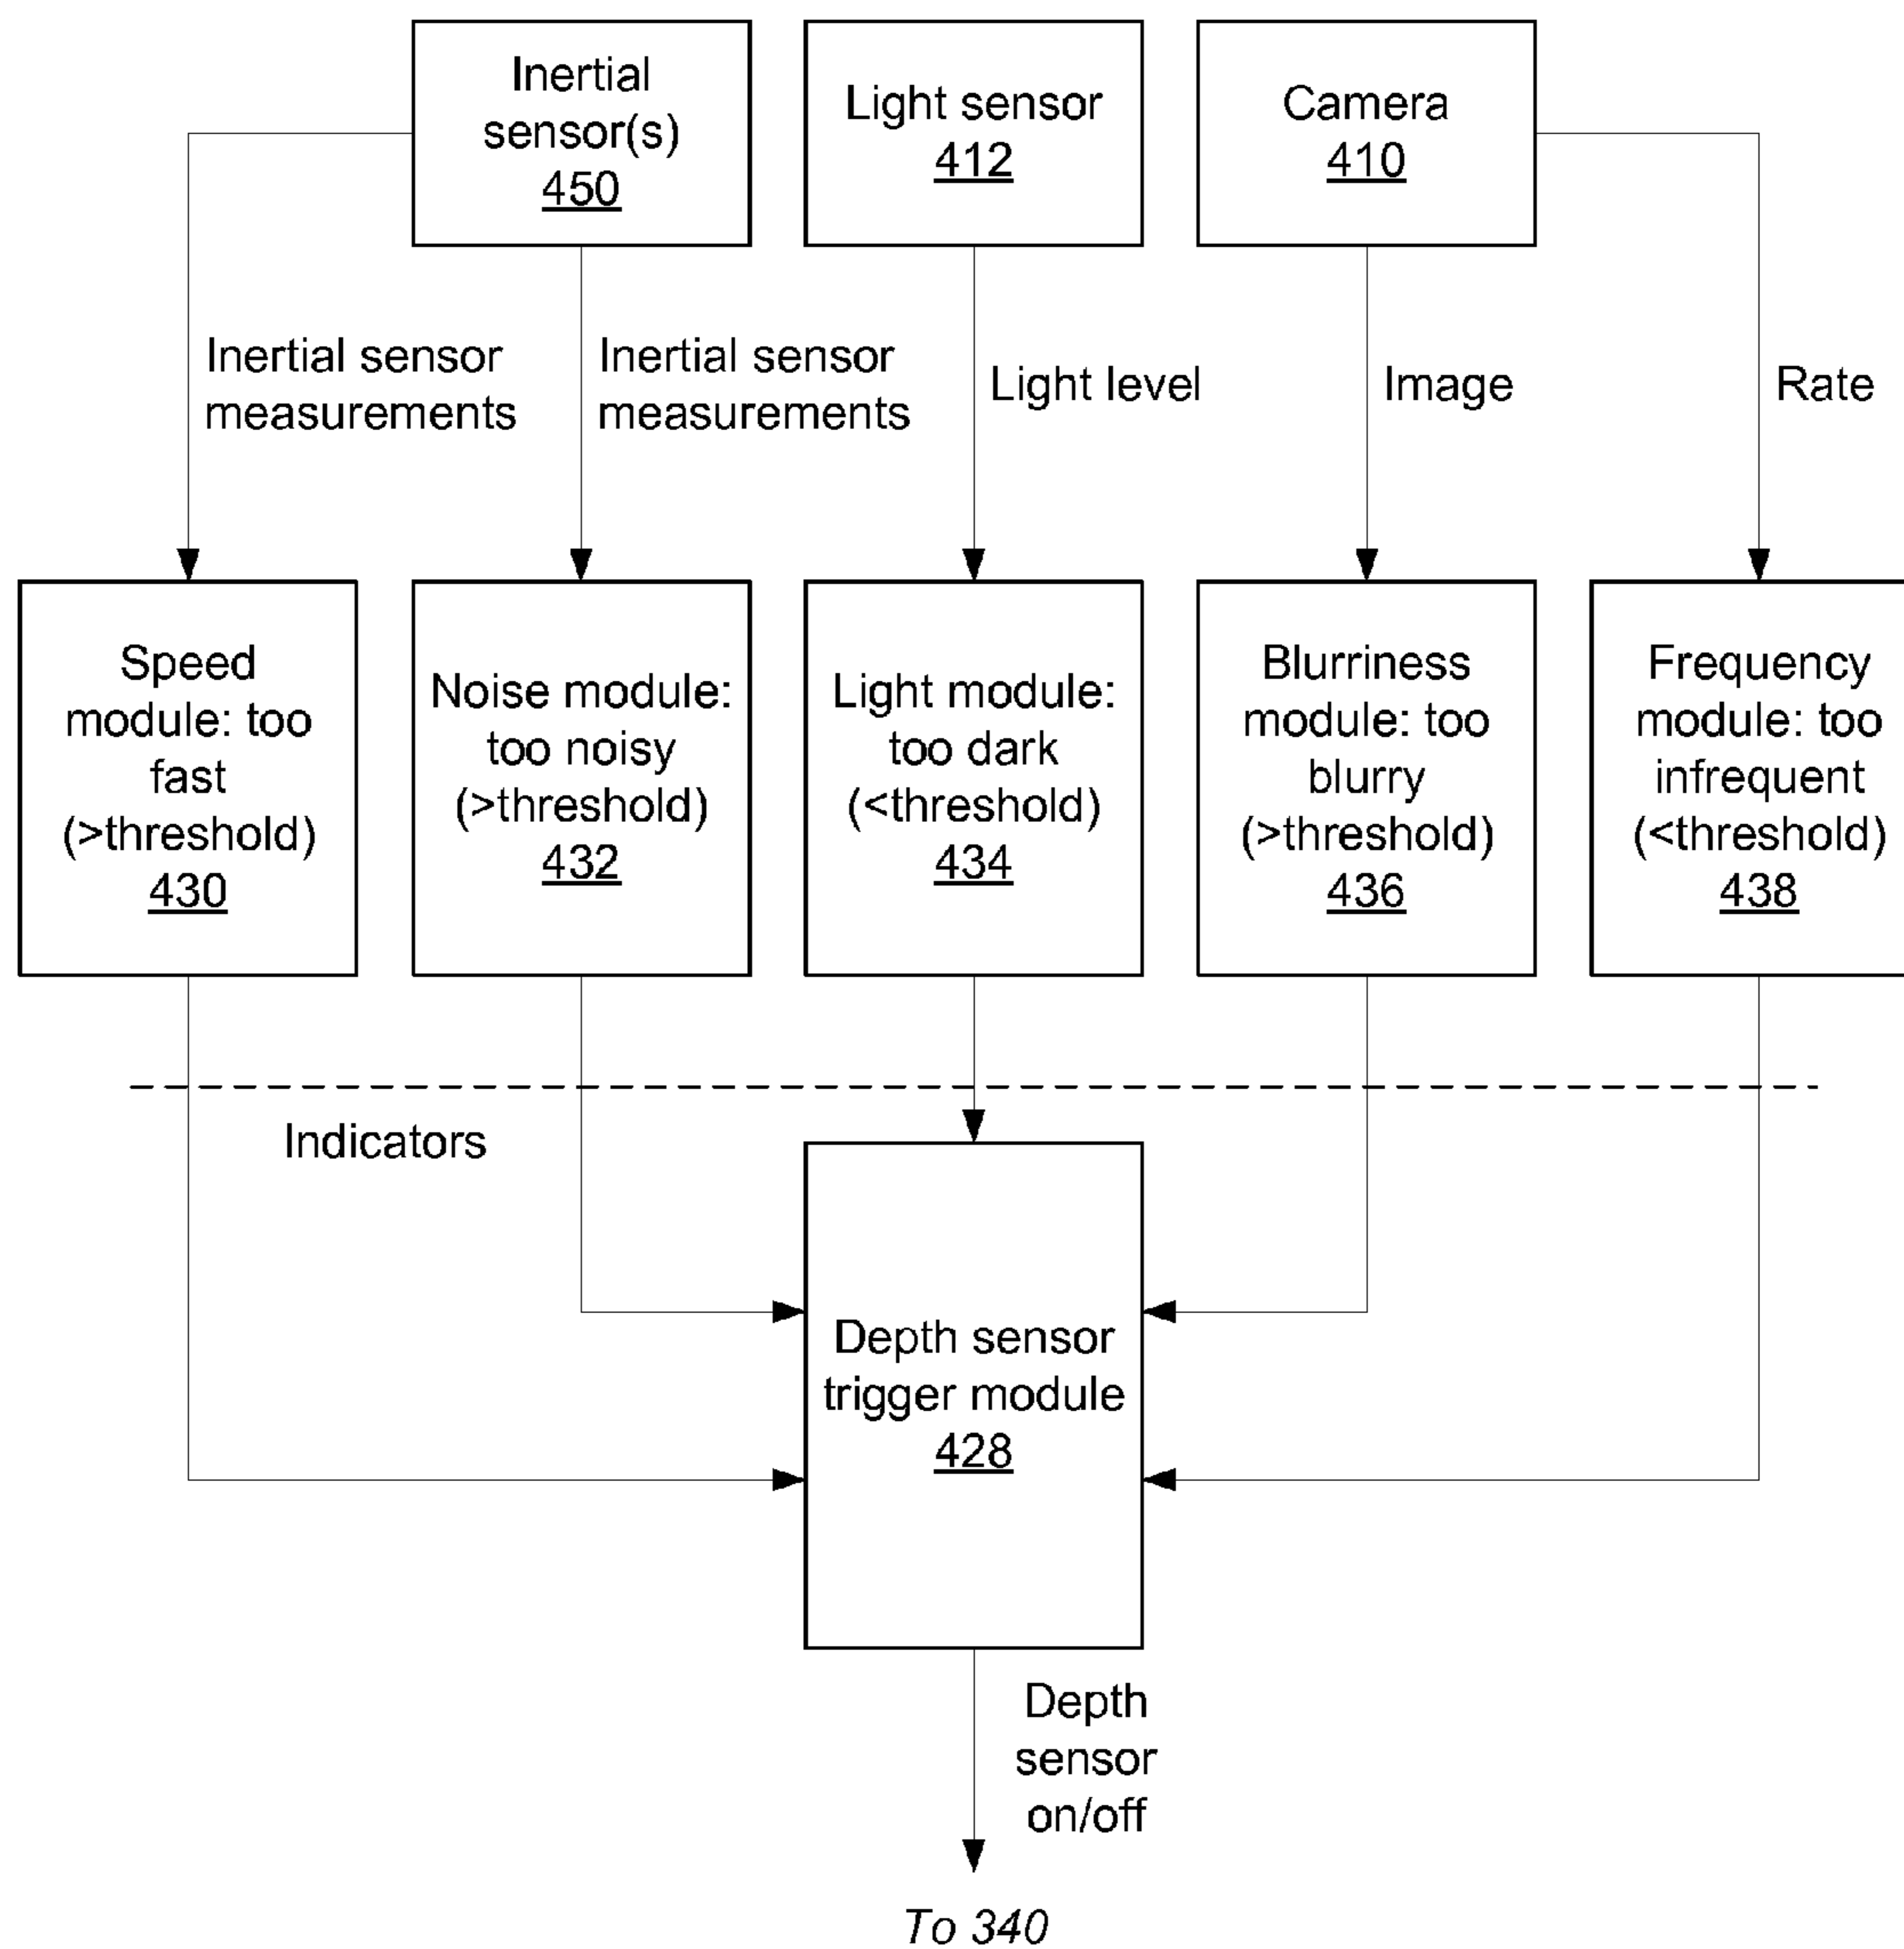 Inertial
sensor(s)
450
Light sensor
412
Camera
410
Inertial sensor
measurements
Inertial sensor
measurements
Light level
Image
Rate
Speed
module: too
fast
(>threshold)
430
Noise module:
too noisy
(>threshold)
432
Light module:
too dark
(<threshold)
434
Blurriness
module: too
blurry
(>threshold)
436
Frequency
module: too
infrequent
(<threshold)
438
Indicators
Depth sensor
trigger module
428
Depth
sensor
on/off
To 340